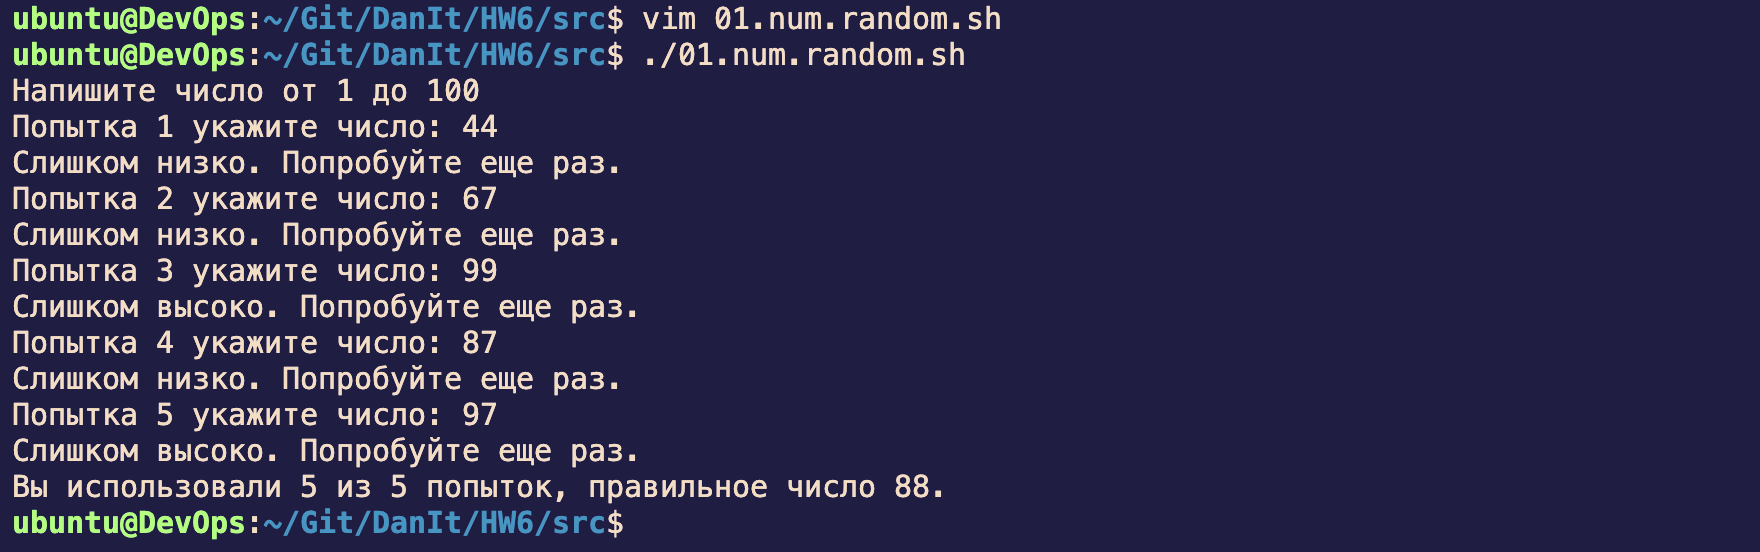 ubuntu@DevOps:~/Git/DanIt/HW6/src$ vim 01.num.random.sh
ubuntu@DevOps:~/Git/DanIt/HW6/src$ ./01.num.random.sh
Напишите число от 1 до 100
Попытка 1 укажите число: 44
Слишком низко. Попробуйте еще раз.
Попытка 2 укажите число: 67
Слишком низко. Попробуйте еще раз.
Попытка 3 укажите число: 99
Слишком высоко. Попробуйте еще раз.
Попытка 4 укажите число: 87
Слишком низко. Попробуйте еще раз.
Попытка 5 укажите число: 97
Слишком высоко. Попробуйте еще раз.
Вы использовали 5 из 5 попыток, правильное число 88.
ubuntu@DevOps:~/Git/DanIt/HW6/src$